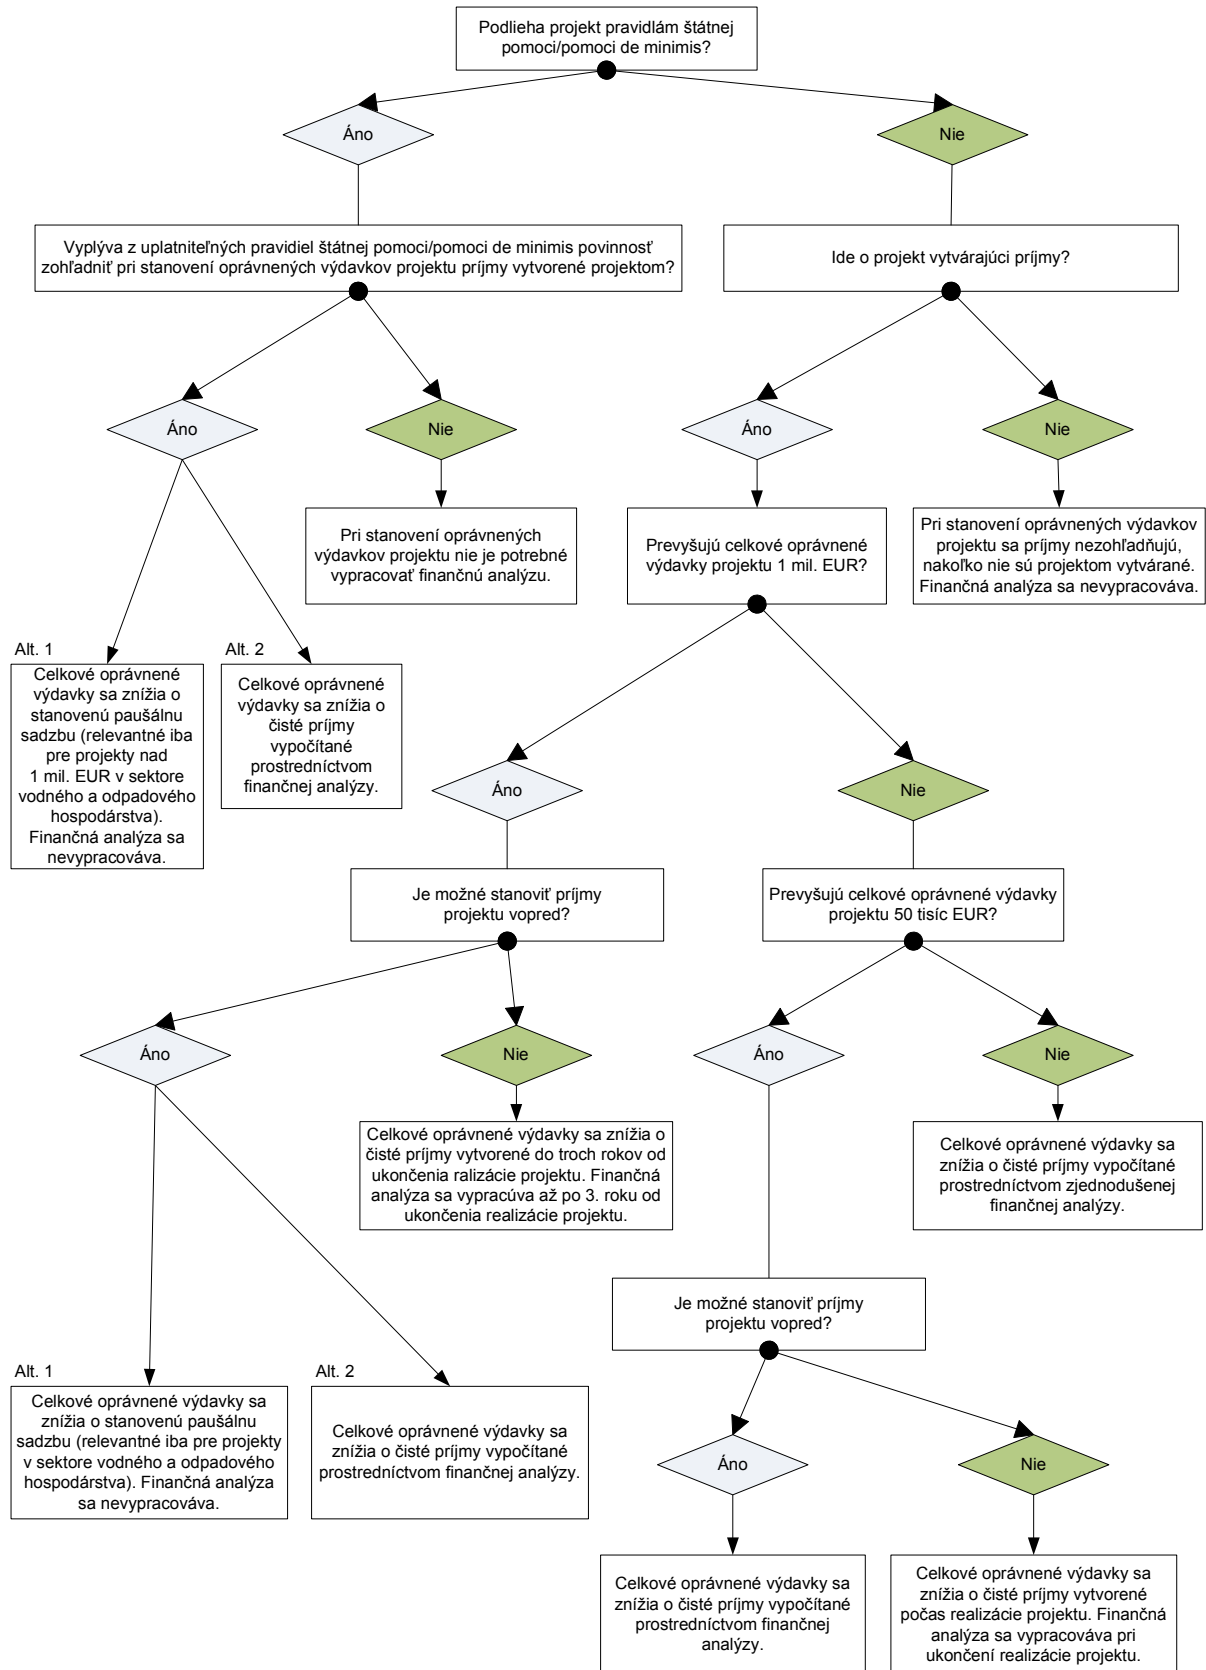 Podlieha projekt pravidlám štátnej
pomoci/pomoci de minimis?
Áno
Nie
Vyplýva z uplatniteľných pravidiel štátnej pomoci/pomoci de minimis povinnosť
zohľadniť pri stanovení oprávnených výdavkov projektu príjmy vytvorené projektom?
Ide o projekt vytvárajúci príjmy?
Áno
Nie
Áno
Nie
Pri stanovení oprávnených
výdavkov projektu nie je potrebné
vypracovať finančnú analýzu.
Prevyšujú celkové oprávnené
výdavky projektu 1 mil. EUR?
Pri stanovení oprávnených výdavkov
projektu sa príjmy nezohľadňujú,
nakoľko nie sú projektom vytvárané.
Finančná analýza sa nevypracováva.
Alt. 1
Celkové oprávnené
výdavky sa znížia o
stanovenú paušálnu
sadzbu (relevantné iba
pre projekty nad
1 mil. EUR v sektore
vodného a odpadového
hospodárstva).
Finančná analýza sa
nevypracováva.
Alt. 2
Celkové oprávnené
výdavky sa znížia o
čisté príjmy
vypočítané
prostredníctvom
finančnej analýzy.
Áno
Nie
Je možné stanoviť príjmy
projektu vopred?
Prevyšujú celkové oprávnené výdavky
projektu 50 tisíc EUR?
Áno
Nie
Áno
Nie
Celkové oprávnené výdavky sa znížia o
čisté príjmy vytvorené do troch rokov od
ukončenia ralizácie projektu. Finančná
analýza sa vypracúva až po 3. roku od
ukončenia realizácie projektu.
Celkové oprávnené výdavky sa
znížia o čisté príjmy vypočítané
prostredníctvom zjednodušenej
finančnej analýzy.
Je možné stanoviť príjmy
projektu vopred?
Alt. 1
Celkové oprávnené výdavky sa
znížia o stanovenú paušálnu
sadzbu (relevantné iba pre projekty
v sektore vodného a odpadového
hospodárstva). Finančná analýza
sa nevypracováva.
Alt. 2
Celkové oprávnené výdavky sa
znížia o čisté príjmy vypočítané
prostredníctvom finančnej analýzy.
Áno
Nie
Celkové oprávnené výdavky sa
znížia o čisté príjmy vypočítané
prostredníctvom finančnej
analýzy.
Celkové oprávnené výdavky sa
znížia o čisté príjmy vytvorené
počas realizácie projektu. Finančná
analýza sa vypracováva pri
ukončení realizácie projektu.